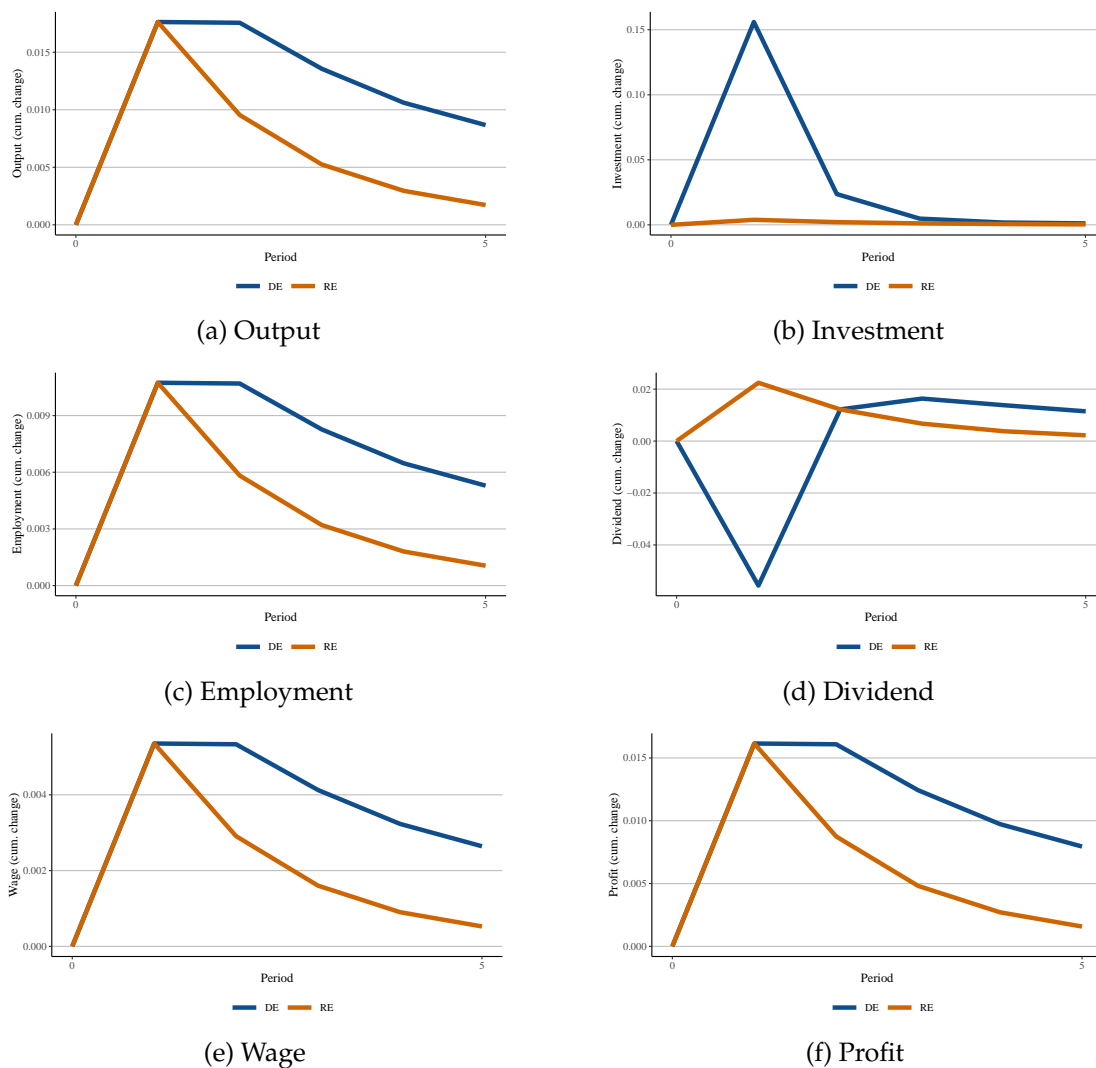 Output (cum. change)
0.015
0.010
0.005
0.000
0 5
Period
DE RE
(a) Output
Investment (cum. change)
0.15
0.10
0.05
0.00
0 5
Period
DE RE
(b) Investment
Employment (cum. change)
0.009
0.006
0.003
0.000
0 5
Period
DE RE
(c) Employment
Dividend (cum. change)
0.02
0.00
−0.02
−0.04
0 5
Period
DE RE
(d) Dividend
Wage (cum. change)
0.004
0.002
0.000
0 5
Period
DE RE
(e) Wage
Profit (cum. change)
0.015
0.010
0.005
0.000
0 5
Period
DE RE
(f) Profit